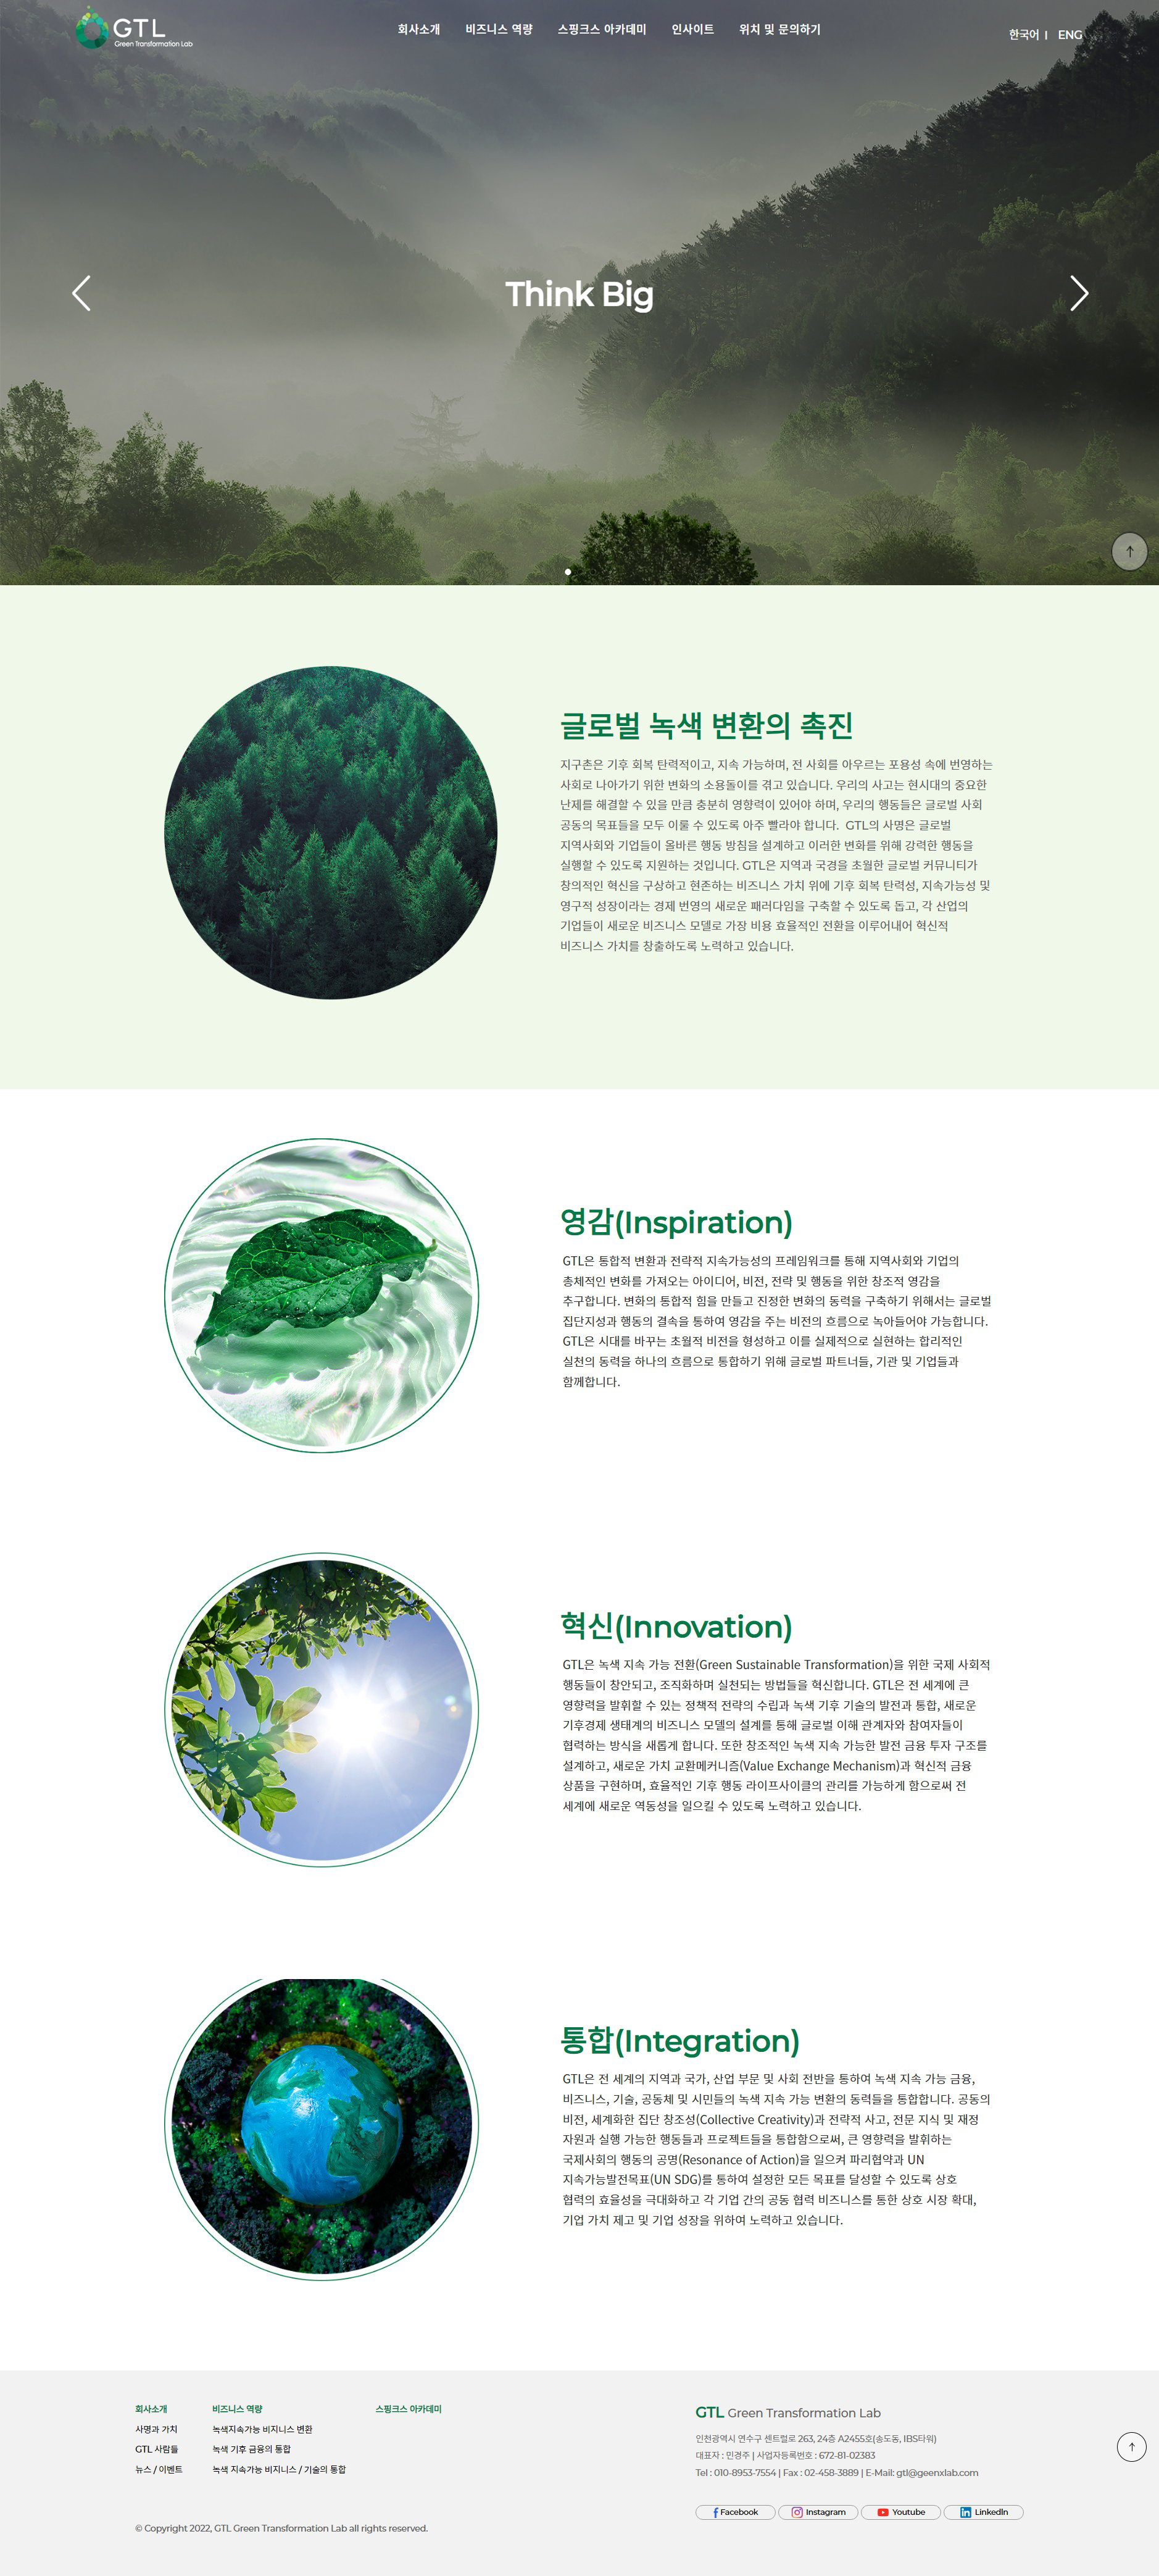 GTL
Green Transformation Lab
회사소개 비즈니스 역량 스핑크스 아카데미 인사이트 위치 및 문의하기
한국어 | ENG
Think Big
글로벌 녹색 변환의 촉진
지구촌은 기후 회복 탄력적이고, 지속 가능하며, 전 사회를 아우르는 포용성 속에 번영하는
사회로 나아가기 위한 변화의 소용돌이를 겪고 있습니다. 우리의 사고는 현시대의 중요한
난제를 해결할 수 있을 만큼 충분히 영향력이 있어야 하며, 우리의 행동들은 글로벌 사회
공동의 목표들을 모두 이룰 수 있도록 아주 빨라야 합니다. GTL의 사명은 글로벌
지역사회와 기업들이 올바른 행동 방침을 설계하고 이러한 변화를 위해 강력한 행동을
실행할 수 있도록 지원하는 것입니다. GTL은 지역과 국경을 초월한 글로벌 커뮤니티가
창의적인 혁신을 구상하고 현존하는 비즈니스 가치 위에 기후 회복 탄력성, 지속가능성 및
영구적 성장이라는 경제 번영의 새로운 패러다임을 구축할 수 있도록 돕고, 각 산업의
기업들이 새로운 비즈니스 모델로 가장 비용 효율적인 전환을 이루어내어 혁신적
비즈니스 가치를 창출하도록 노력하고 있습니다.
영감(Inspiration)
GTL은 통합적 변환과 전략적 지속가능성의 프레임워크를 통해 지역사회와 기업의
총체적인 변화를 가져오는 아이디어, 비전, 전략 및 행동을 위한 창조적 영감을
추구합니다. 변화의 통합적 힘을 만들고 진정한 변화의 동력을 구축하기 위해서는 글로벌
집단지성과 행동의 결속을 통하여 영감을 주는 비전의 흐름으로 녹아들어야 가능합니다.
GTL은 시대를 바꾸는 초월적 비전을 형성하고 이를 실제적으로 실현하는 합리적인
실천의 동력을 하나의 흐름으로 통합하기 위해 글로벌 파트너들, 기관 및 기업들과
함께합니다.
혁신(Innovation)
GTL은 녹색 지속 가능 전환(Green Sustainable Transformation)을 위한 국제 사회적
행동들이 창안되고, 조직화하며 실천되는 방법들을 혁신합니다. GTL은 전 세계에 큰
영향력을 발휘할 수 있는 정책적 전략의 수립과 녹색 기후 기술의 발전과 통합, 새로운
기후경제 생태계의 비즈니스 모델의 설계를 통해 글로벌 이해 관계자와 참여자들이
협력하는 방식을 새롭게 합니다. 또한 창조적인 녹색 지속 가능한 발전 금융 투자 구조를
설계하고, 새로운 가치 교환메커니즘(Value Exchange Mechanism)과 혁신적 금융
상품을 구현하며, 효율적인 기후 행동 라이프사이클의 관리를 가능하게 함으로써 전
세계에 새로운 역동성을 일으킬 수 있도록 노력하고 있습니다.
통합(Integration)
GTL은 전 세계의 지역과 국가, 산업 부문 및 사회 전반을 통하여 녹색 지속 가능 금융,
비즈니스, 기술, 공동체 및 시민들의 녹색 지속 가능 변환의 동력들을 통합합니다. 공동의
비전, 세계화한 집단 창조성(Collective Creativity)과 전략적 사고, 전문 지식 및 재정
자원과 실행 가능한 행동들과 프로젝트들을 통합함으로써, 큰 영향력을 발휘하는
국제사회의 행동의 공명(Resonance of Action)을 일으켜 파리협약과 UN
지속가능발전목표(UN SDG)를 통하여 설정한 모든 목표를 달성할 수 있도록 상호
협력의 효율성을 극대화하고 각 기업 간의 공동 협력 비즈니스를 통한 상호 시장 확대,
기업 가치 제고 및 기업 성장을 위하여 노력하고 있습니다.
회사소개 비즈니스 역량 스핑크스 아카데미
사명과 가치 녹색지속가능 비지니스 변환
GTL 사람들 녹색 기후 금융의 통합
뉴스 / 이벤트 녹색 지속가능 비지니스 / 기술의 통합
© Copyright 2022, GTL Green Transformation Lab all rights reserved.
GTL Green Transformation Lab
인천광역시 연수구 센트럴로 263, 24층 A2455호(송도동, IBS타워)
대표자 : 민경주 | 사업자등록번호 : 672-81-02383
Tel : 010-8953-7554 | Fax : 02-458-3889 | E-Mail: gtl@geenxlab.com
Facebook Instagram Youtube LinkedIn